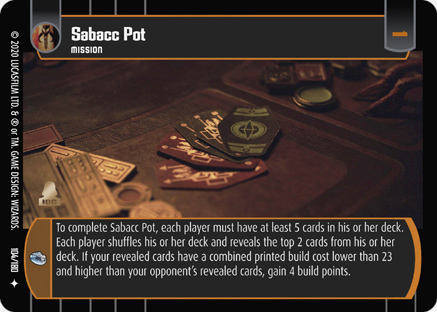 Sabacc Pot
MISSION
To complete Sabacc Pot, each player must have at least 5 cards in his or her deck.
Each player shuffles his or her deck and reveals the top 2 cards from his or her
deck. If your revealed cards have a combined printed build cost lower than 23
and higher than your opponent's revealed cards, gain 4 build points.
© 2020 LUCASFILM LTD. & ® or TM. GAME DESIGN: WIZARDS.
104/180